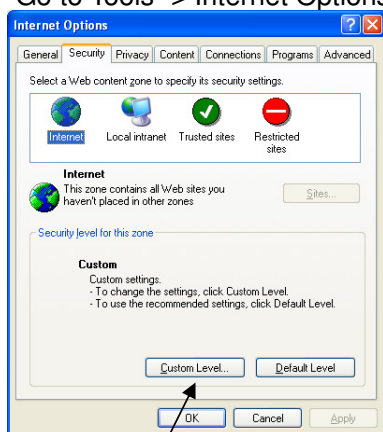 Go to Tools -> Internet Options
Internet Options
General Security Privacy Content Connections Programs Advanced
Select a Web content zone to specify its security settings.
Internet Local intranet Trusted sites Restricted
sites
Internet
This zone contains all Web sites you
haven't placed in other zones
Sites...
Security level for this zone
Custom
Custom settings.
- To change the settings, click Custom Level.
- To use the recommended settings, click Default Level.
Custom Level... Default Level
OK Cancel Apply